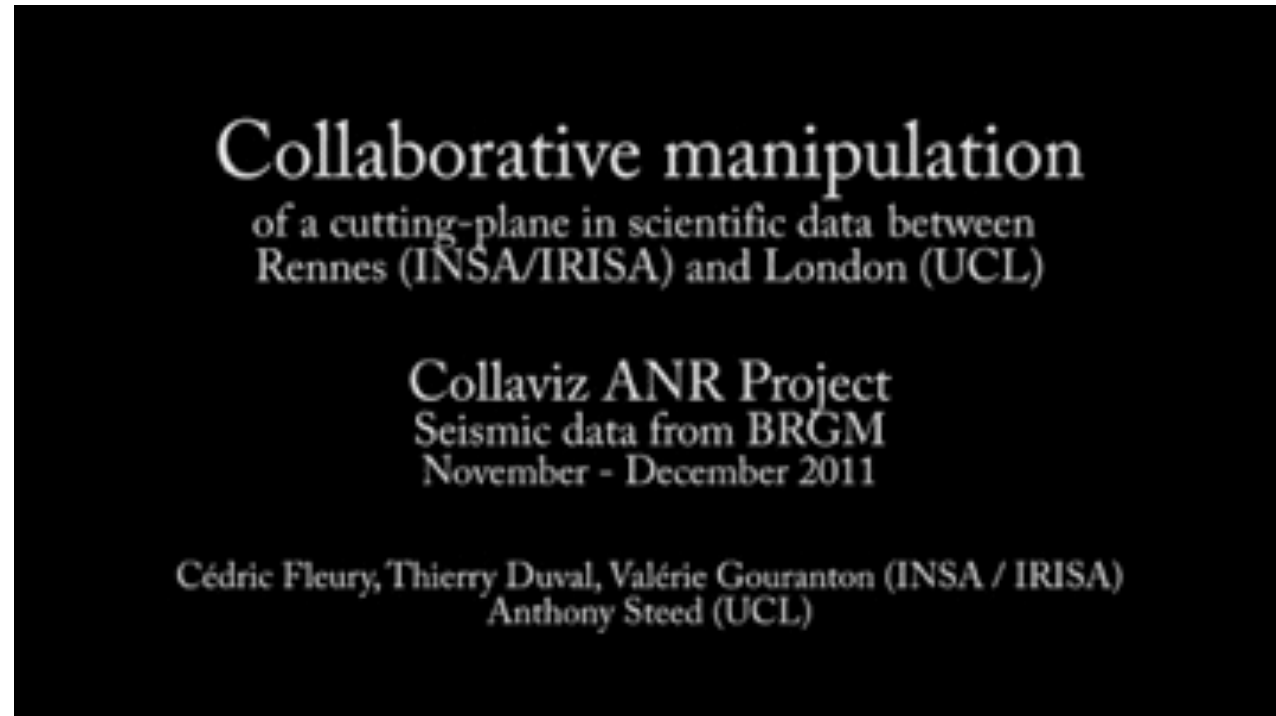 Collaborative manipulation
of a cutting-plane in scientific data between
Rennes (INSA/IRISA) and London (UCL)
Collaviz ANR Project
Seismic data from BRGM
November - December 2011
Cédric Fleury, Thierry Duval, Valérie Gouranton (INSA / IRISA)
Anthony Steed (UCL)